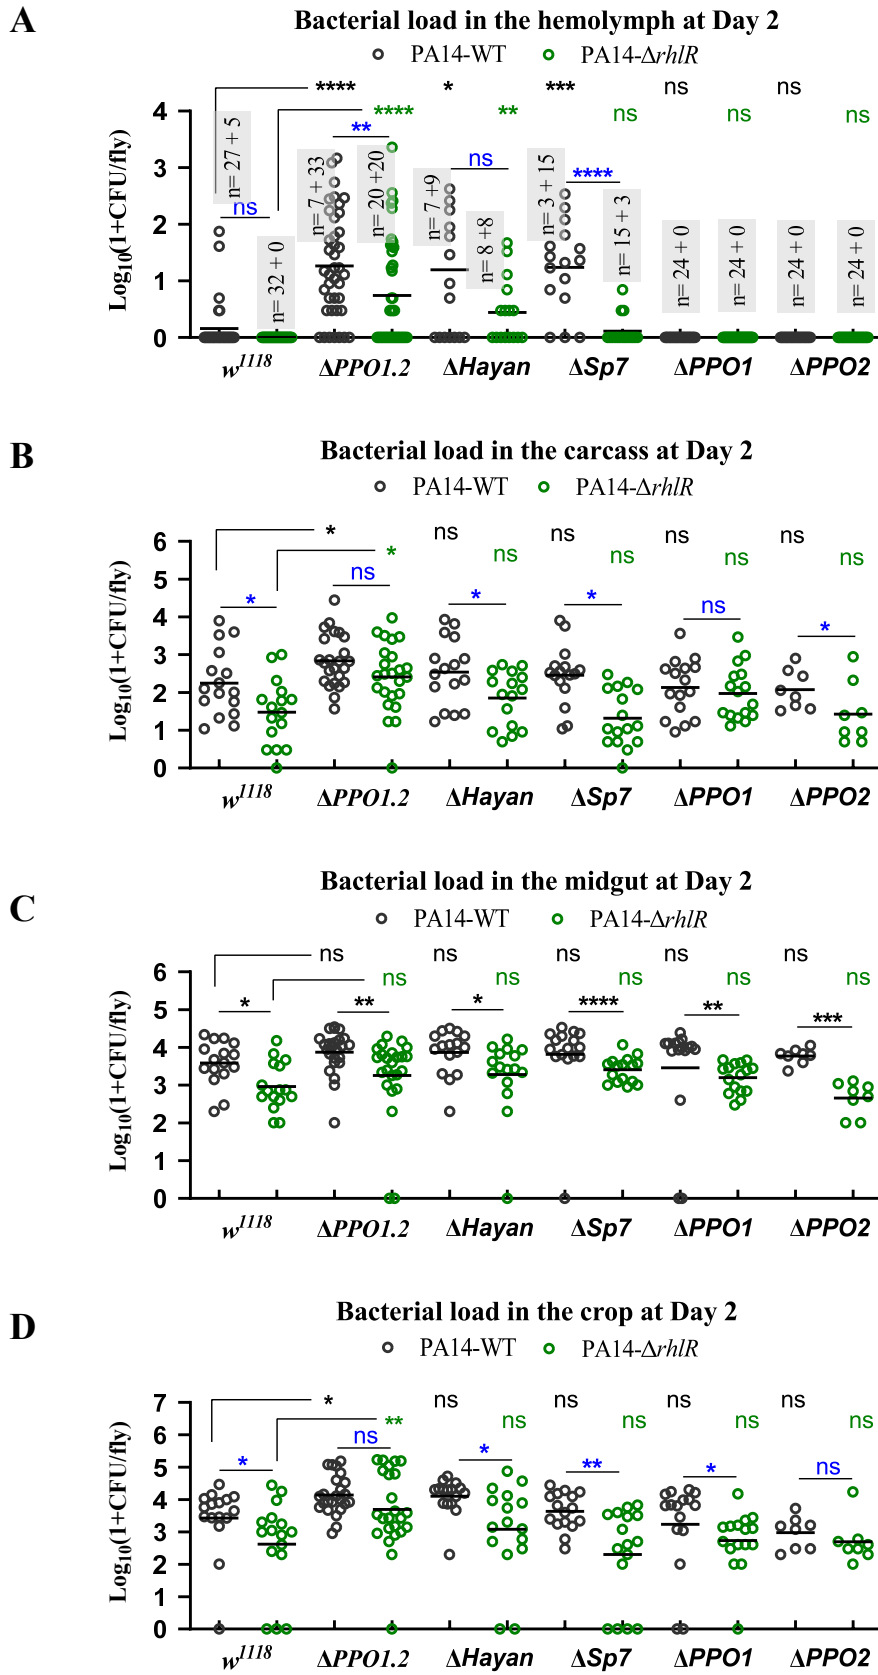 A
Bacterial load in the hemolymph at Day 2
PA14-WT PA14-ΔrhlR
**** * *** ns ns
**** ** ns ns ns
** ns ****
ns
n= 27 + 5
n= 32 + 0
n= 7 + 33
n= 20 +20
n= 7 +9
n= 8 +8
n= 3 + 15
n= 15 + 3
n= 24 + 0
n= 24 + 0
n= 24 + 0
n= 24 + 0
Log10(1+CFU/fly)
4
3
2
1
0
w1118 ΔPPO1.2 ΔHayan ΔSp7 ΔPPO1 ΔPPO2
B
Bacterial load in the carcass at Day 2
PA14-WT PA14-ΔrhlR
* ns ns ns ns
* ns ns ns ns
* ns * * ns *
Log10(1+CFU/fly)
6
5
4
3
2
1
0
w1118 ΔPPO1.2 ΔHayan ΔSp7 ΔPPO1 ΔPPO2
C
Bacterial load in the midgut at Day 2
PA14-WT PA14-ΔrhlR
ns ns ns ns ns
ns ns ns ns ns
* ** * **** ** ***
Log10(1+CFU/fly)
6
5
4
3
2
1
0
w1118 ΔPPO1.2 ΔHayan ΔSp7 ΔPPO1 ΔPPO2
D
Bacterial load in the crop at Day 2
PA14-WT PA14-ΔrhlR
* ns ns ns ns
** ns ns ns ns
* ns * ** * ns
Log10(1+CFU/fly)
7
6
5
4
3
2
1
0
w1118 ΔPPO1.2 ΔHayan ΔSp7 ΔPPO1 ΔPPO2